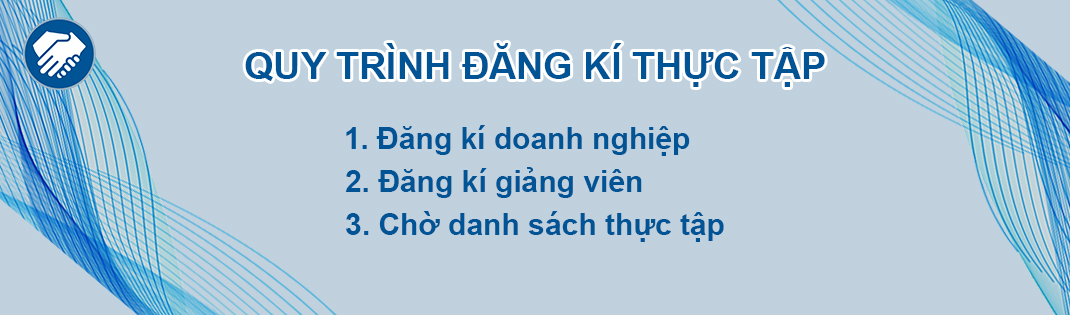 QUY TRÌNH ĐĂNG KÍ THỰC TẬP
1. Đăng kí doanh nghiệp
2. Đăng kí giảng viên
3. Chờ danh sách thực tập